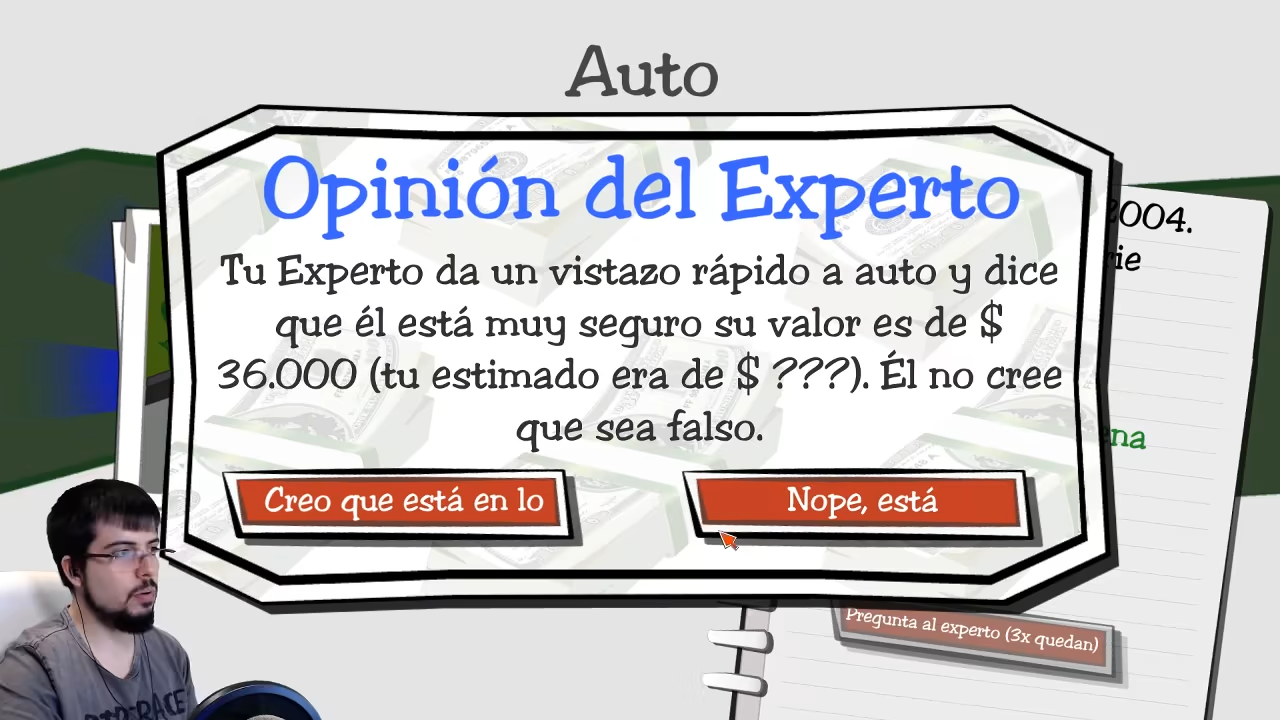 Auto
Opinión del Experto
Tu Experto da un vistazo rápido a auto y dice
que él está muy seguro su valor es de $
36.000 (tu estimado era de $ ???). Él no cree
que sea falso.
Creo que está en lo
Nope, está
2004.
Pregunta al experto (3x quedan)